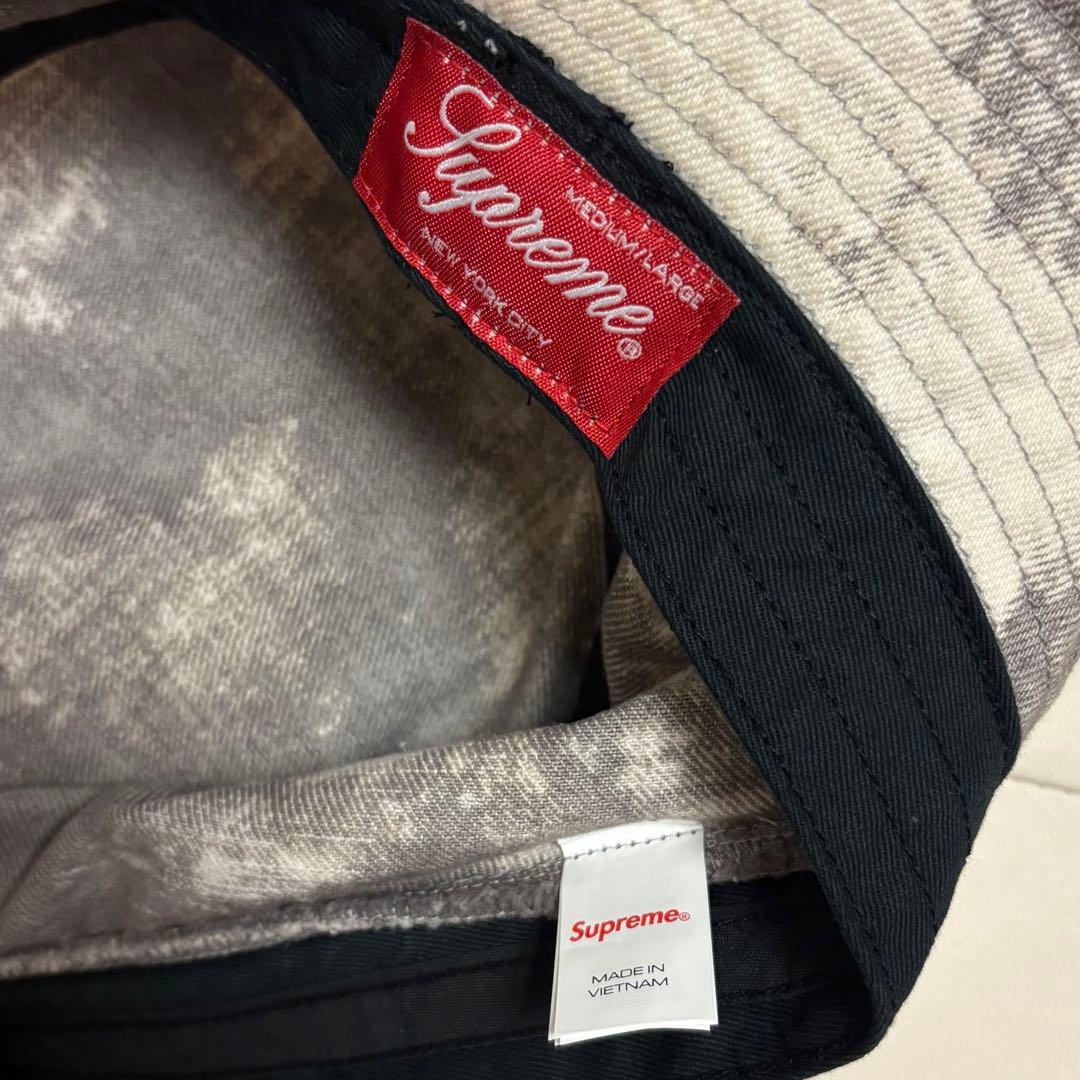 MEDIUM/LARGE
Supreme®
NEW YORK CITY
Supreme®
MADE IN
VIETNAM